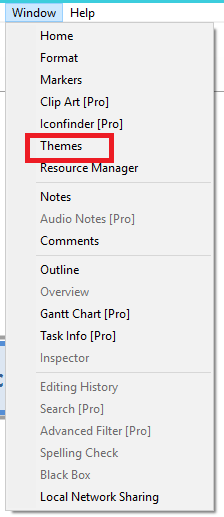 Window Help
Home
Format
Markers
Clip Art [Pro]
Iconfinder [Pro]
Themes
Resource Manager
Notes
Audio Notes [Pro]
Comments
Outline
Overview
Gantt Chart [Pro]
Task Info [Pro]
Inspector
Editing History
Search [Pro]
Advanced Filter [Pro]
Spelling Check
Black Box
Local Network Sharing